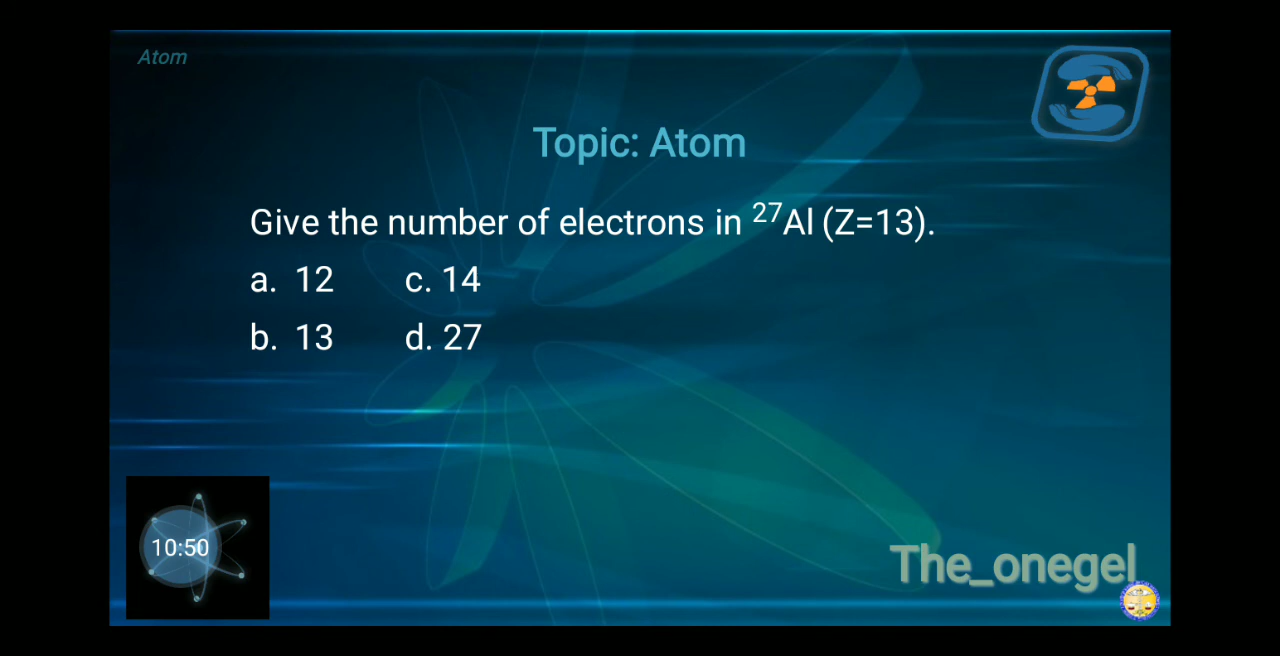 Atom
Topic: Atom
Give the number of electrons in ²⁷Al (Z=13).
a. 12 c. 14
b. 13 d. 27
10:50
The_onegel